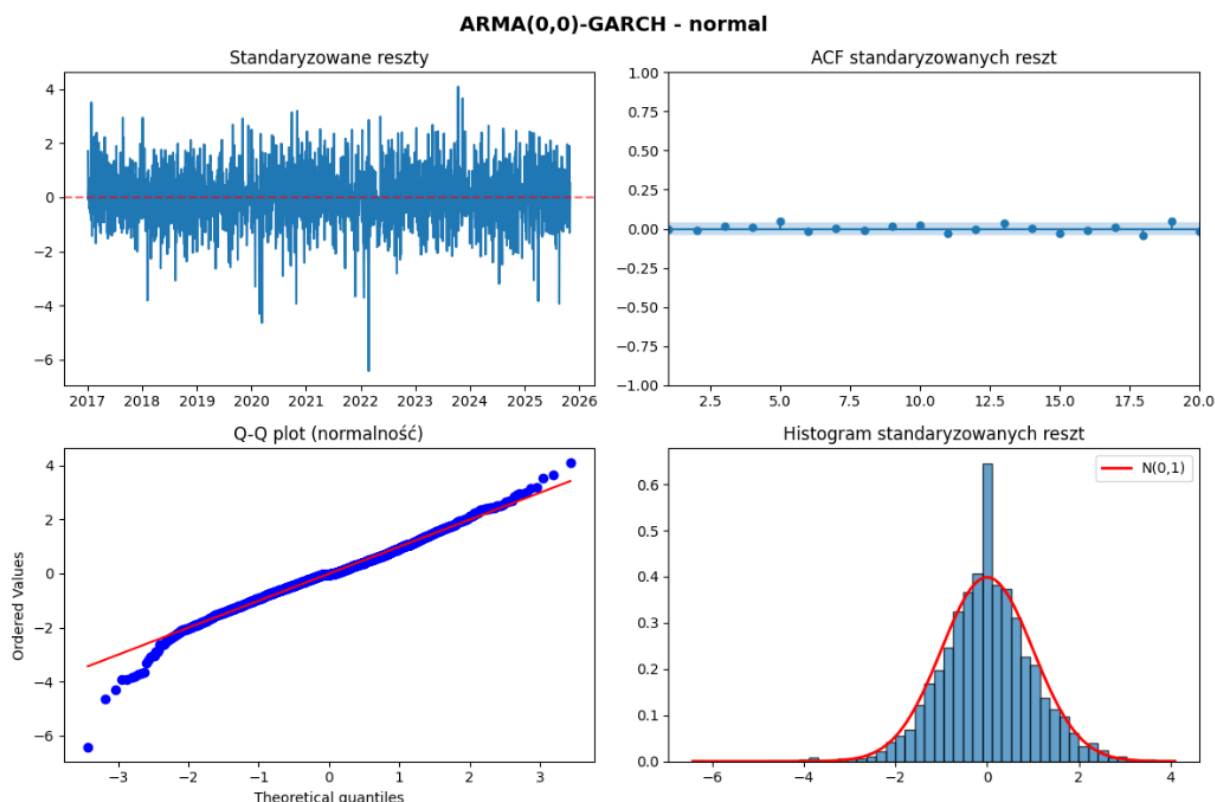 ARMA(0,0)-GARCH - normal
Standaryzowane reszty
4
2
0
−2
−4
−6
2017 2018 2019 2020 2021 2022 2023 2024 2025 2026
ACF standaryzowanych reszt
1.00
0.75
0.50
0.25
0.00
−0.25
−0.50
−0.75
−1.00
2.5 5.0 7.5 10.0 12.5 15.0 17.5 20.0
Q-Q plot (normalność)
Ordered Values
4
2
0
−2
−4
−6
−3 −2 −1 0 1 2 3
Theoretical quantiles
Histogram standaryzowanych reszt
N(0,1)
0.6
0.5
0.4
0.3
0.2
0.1
0.0
−6 −4 −2 0 2 4